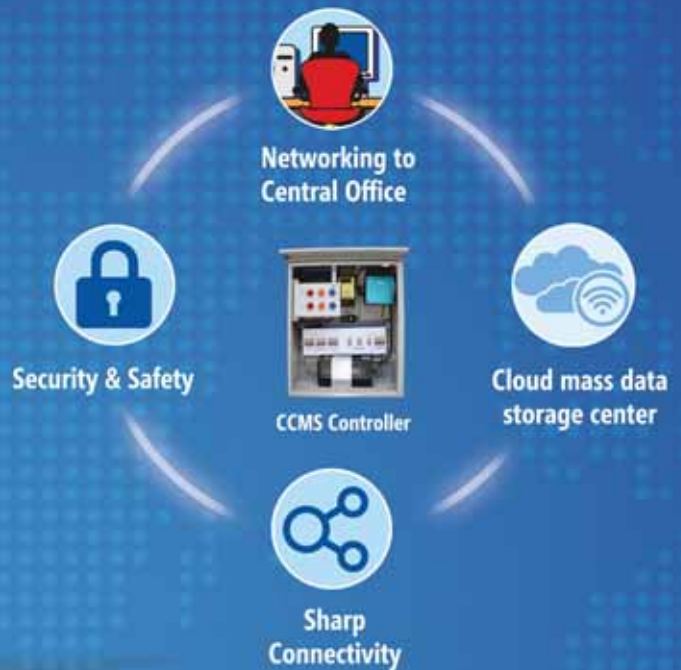 Networking to
Central Office
Security & Safety
CCMS Controller
Cloud mass data
storage center
Sharp
Connectivity